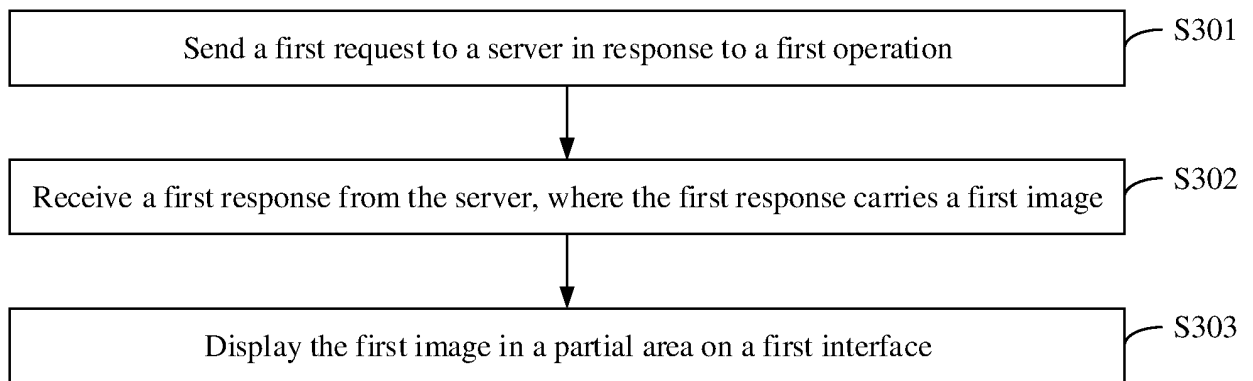 Send a first request to a server in response to a first operation
S301
Receive a first response from the server, where the first response carries a first image
S302
Display the first image in a partial area on a first interface
S303